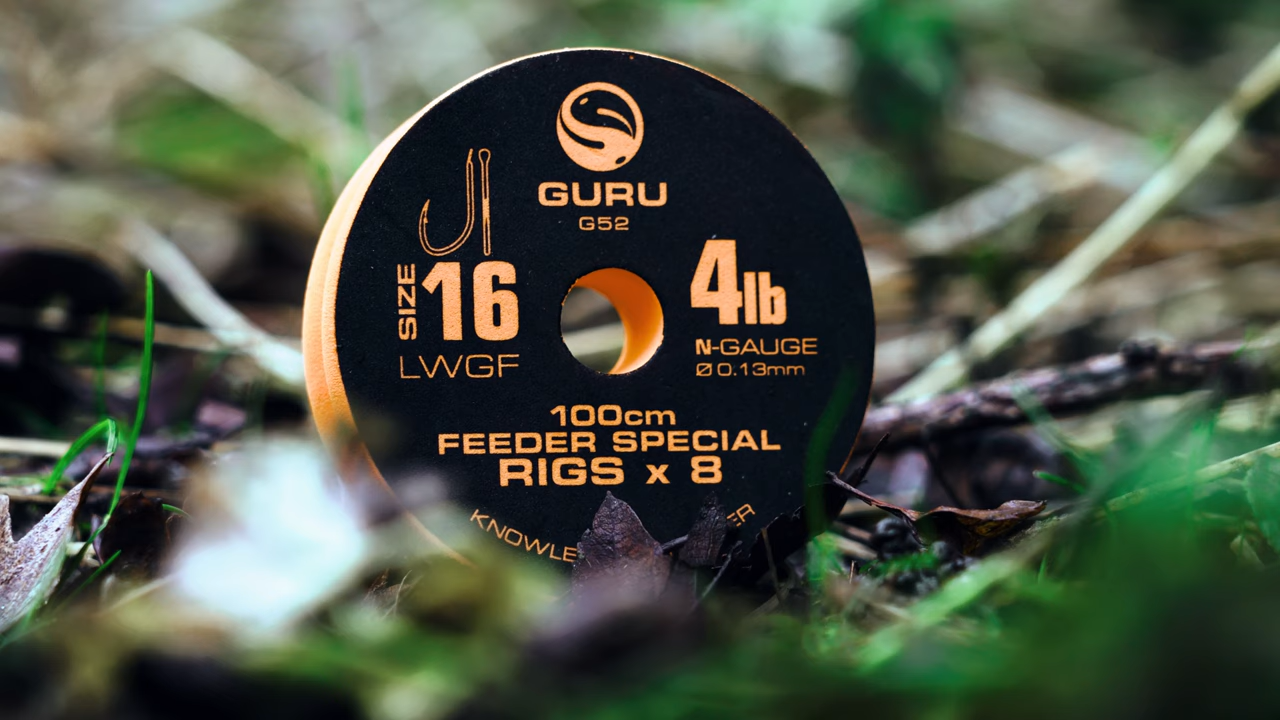 GURU
G52
SIZE 16
LWGF
4lb
N-GAUGE
Ø 0.13mm
100cm
FEEDER SPECIAL
RIGS x 8